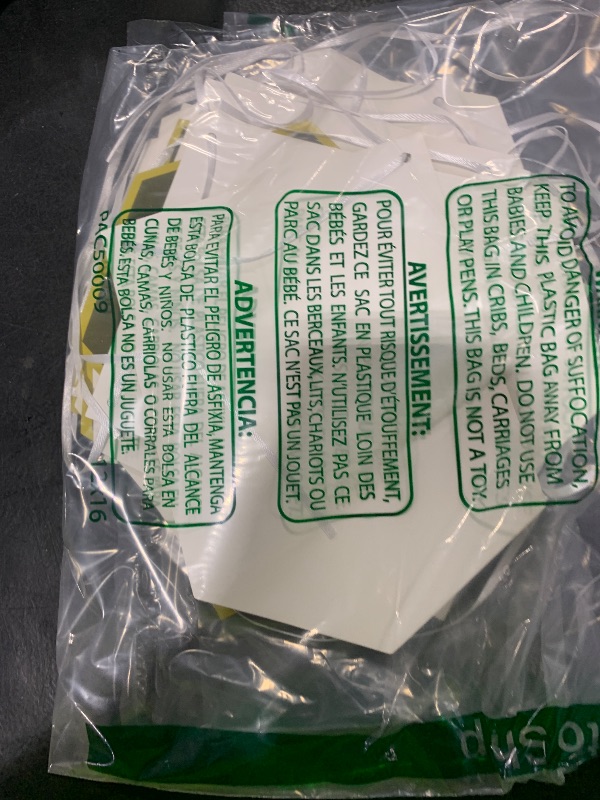 TO AVOID DANGER OF SUFFOCATION,
KEEP THIS PLASTIC BAG AWAY FROM
BABIES AND CHILDREN. DO NOT USE
THIS BAG IN CRIBS, BEDS, CARRIAGES
OR PLAY PENS. THIS BAG IS NOT A TOY.
AVERTISSEMENT:
POUR ÉVITER TOUT RISQUE D'ÉTOUFFEMENT,
GARDEZ CE SAC EN PLASTIQUE LOIN DES
BÉBÉS ET LES ENFANTS. N'UTILISEZ PAS CE
SAC DANS LES BERCEAUX, LITS, CHARIOTS OU
PARC AU BÉBÉ. CE SAC N'EST PAS UN JOUET.
ADVERTENCIA:
PARA EVITAR EL PELIGRO DE ASFIXIA, MANTENGA
ESTA BOLSA DE PLASTICO FUERA DEL ALCANCE
DE BEBES Y NIÑOS. NO USAR ESTA BOLSA EN
CUNAS, CAMAS, CARRIOLAS O CORRALES PARA
BEBÉS. ESTA BOLSA NO ES UN JUGUETE.
PAC50009